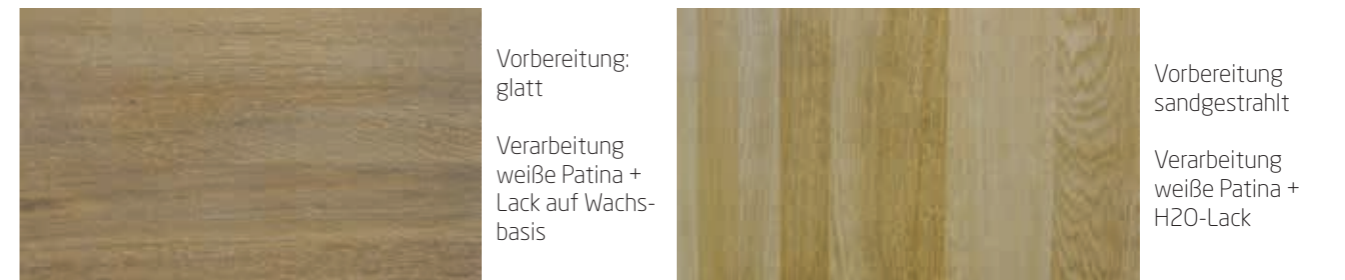 Vorbereitung:
glatt
Verarbeitung
weiße Patina +
Lack auf Wachs-
basis
Vorbereitung
sandgestrahlt
Verarbeitung
weiße Patina +
H2O-Lack